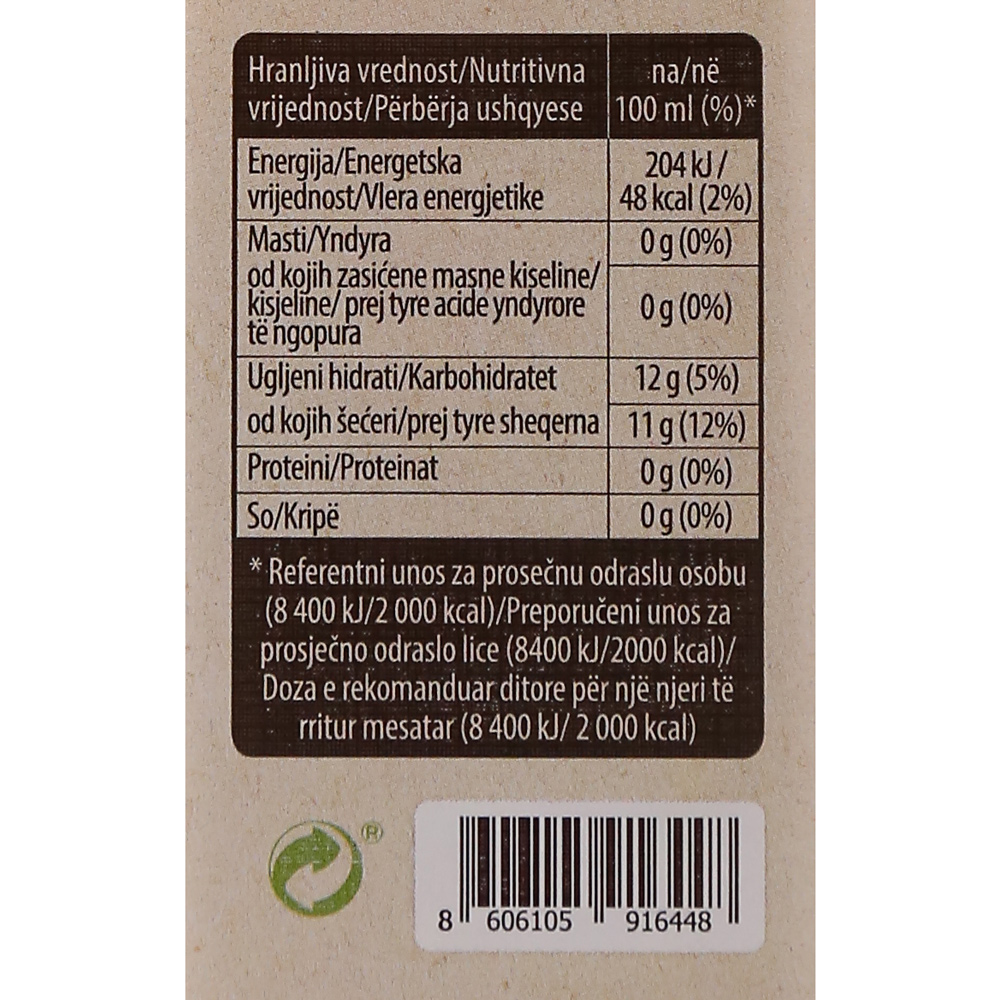 Hranljiva vrednost/Nutritivna
vrijednost/Përbërja ushqyese
na/në
100 ml (%)*
Energija/Energetska
vrijednost/Vlera energjetike
204 kJ /
48 kcal (2%)
Masti/Yndyra
0 g (0%)
od kojih zasićene masne kiseline/
kisjeline/ prej tyre acide yndyrore
të ngopura
0 g (0%)
Ugljeni hidrati/Karbohidratet
12 g (5%)
od kojih šećeri/prej tyre sheqerna
11 g (12%)
Proteini/Proteinat
0 g (0%)
So/Kripë
0 g (0%)
* Referentni unos za prosečnu odraslu osobu
(8 400 kJ/2 000 kcal)/Preporučeni unos za
prosječno odraslo lice (8400 kJ/2000 kcal)/
Doza e rekomanduar ditore për një njeri të
rritur mesatar (8 400 kJ/ 2 000 kcal)
®
8 606105 916448